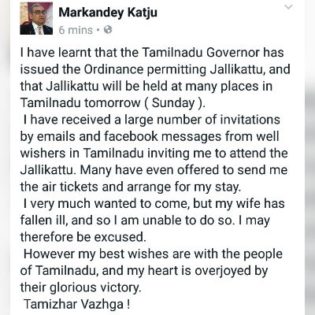 Markandey Katju
6 mins •
I have learnt that the Tamilnadu Governor has
issued the Ordinance permitting Jallikattu, and
that Jallikattu will be held at many places in
Tamilnadu tomorrow ( Sunday ).
I have received a large number of invitations
by emails and facebook messages from well
wishers in Tamilnadu inviting me to attend the
Jallikattu. Many have even offered to send me
the air tickets and arrange for my stay.
I very much wanted to come, but my wife has
fallen ill, and so I am unable to do so. I may
therefore be excused.
However my best wishes are with the people
of Tamilnadu, and my heart is overjoyed by
their glorious victory.
Tamizhar Vazhga !